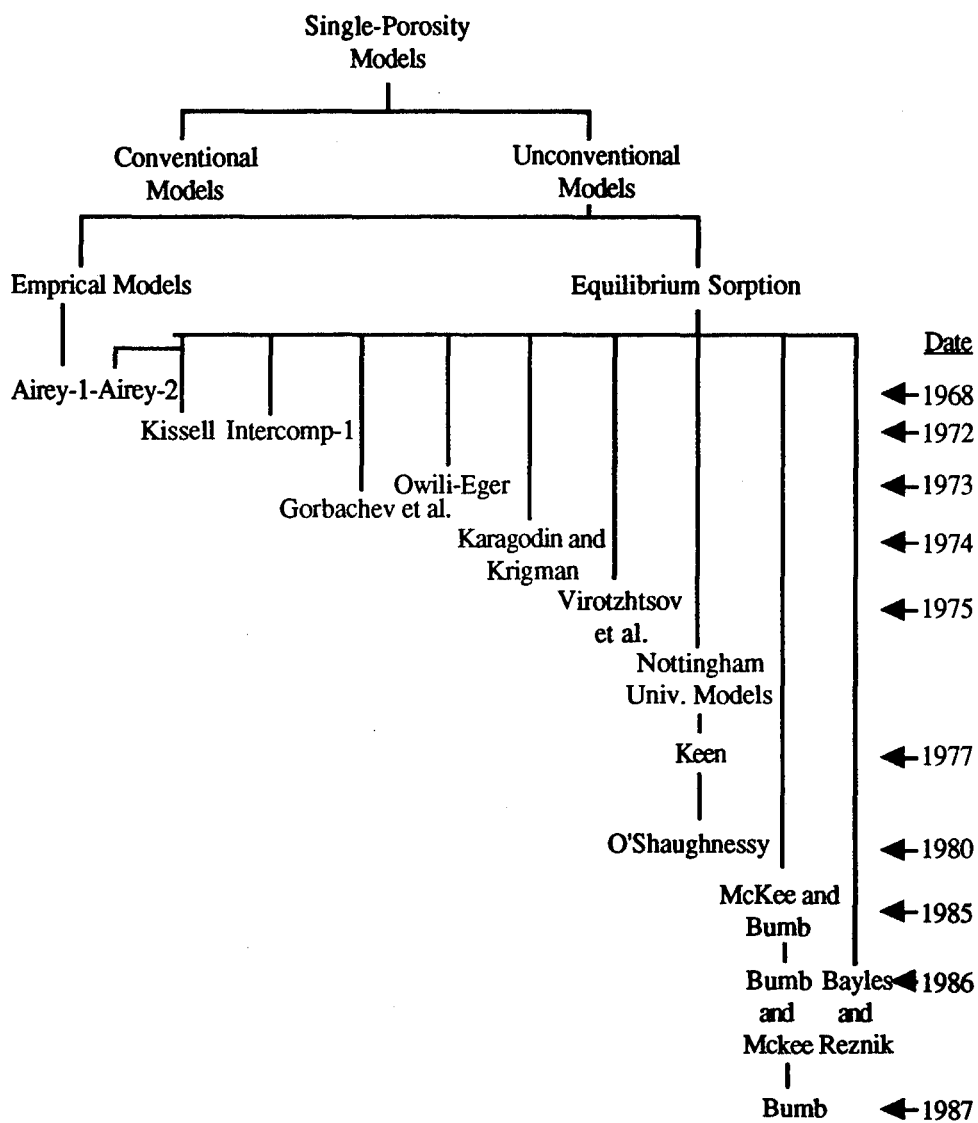 Single-Porosity
Models
Conventional
Models
Unconventional
Models
Emprical Models
Equilibrium Sorption
Date
Airey-1-Airey-2
1968
Kissell Intercomp-1
1972
Owili-Eger
1973
Gorbachev et al.
Karagodin and
Krigman
1974
Virotzhtsov
et al.
1975
Nottingham
Univ. Models
Keen
1977
O'Shaughnessy
1980
McKee and
Bumb
1985
Bumb
and
Mckee
Bayles
and
Reznik
1986
Bumb
1987